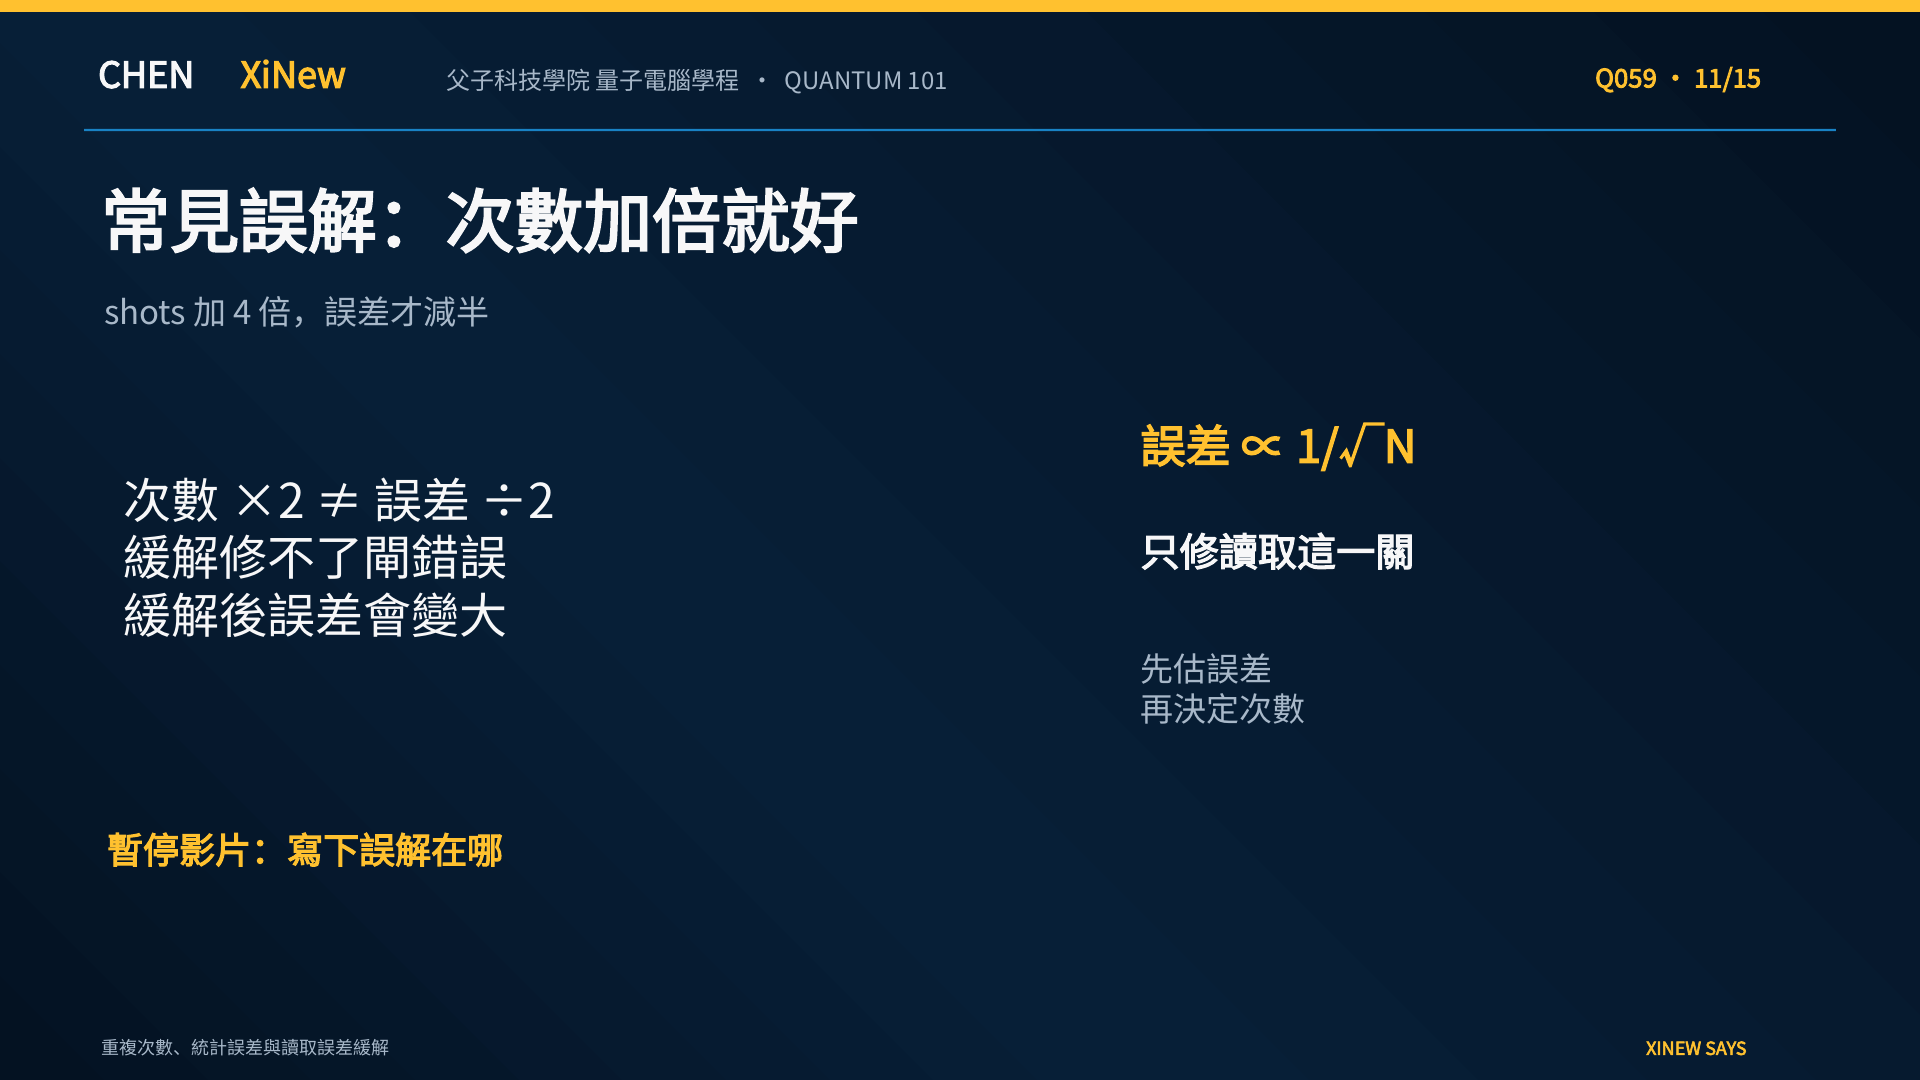 CHEN XiNew 父子科技學院 量子電腦學程 · QUANTUM 101 Q059 · 11/15
常見誤解：次數加倍就好
shots 加 4 倍，誤差才減半
次數 ×2 ≠ 誤差 ÷2
緩解修不了閘錯誤
緩解後誤差會變大
誤差 ∝ 1/√N
只修讀取這一關
先估誤差
再決定次數
暫停影片：寫下誤解在哪
重複次數、統計誤差與讀取誤差緩解
XINEW SAYS